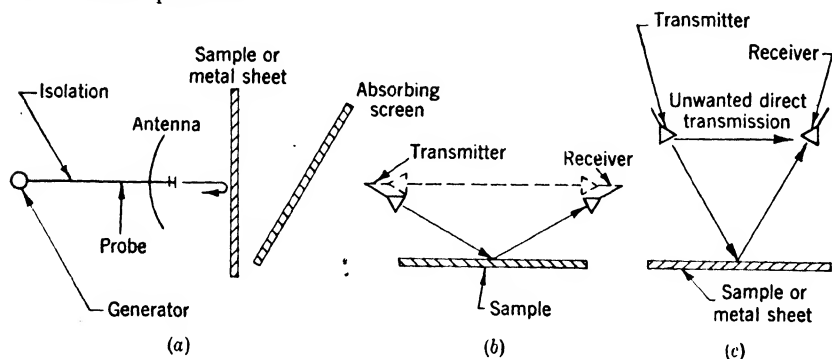 Sample or
metal sheet
Isolation
Antenna
Absorbing
screen
Probe
Generator
(a)
Transmitter
Receiver
Sample
(b)
Transmitter
Receiver
Unwanted direct
transmission
Sample or
metal sheet
(c)